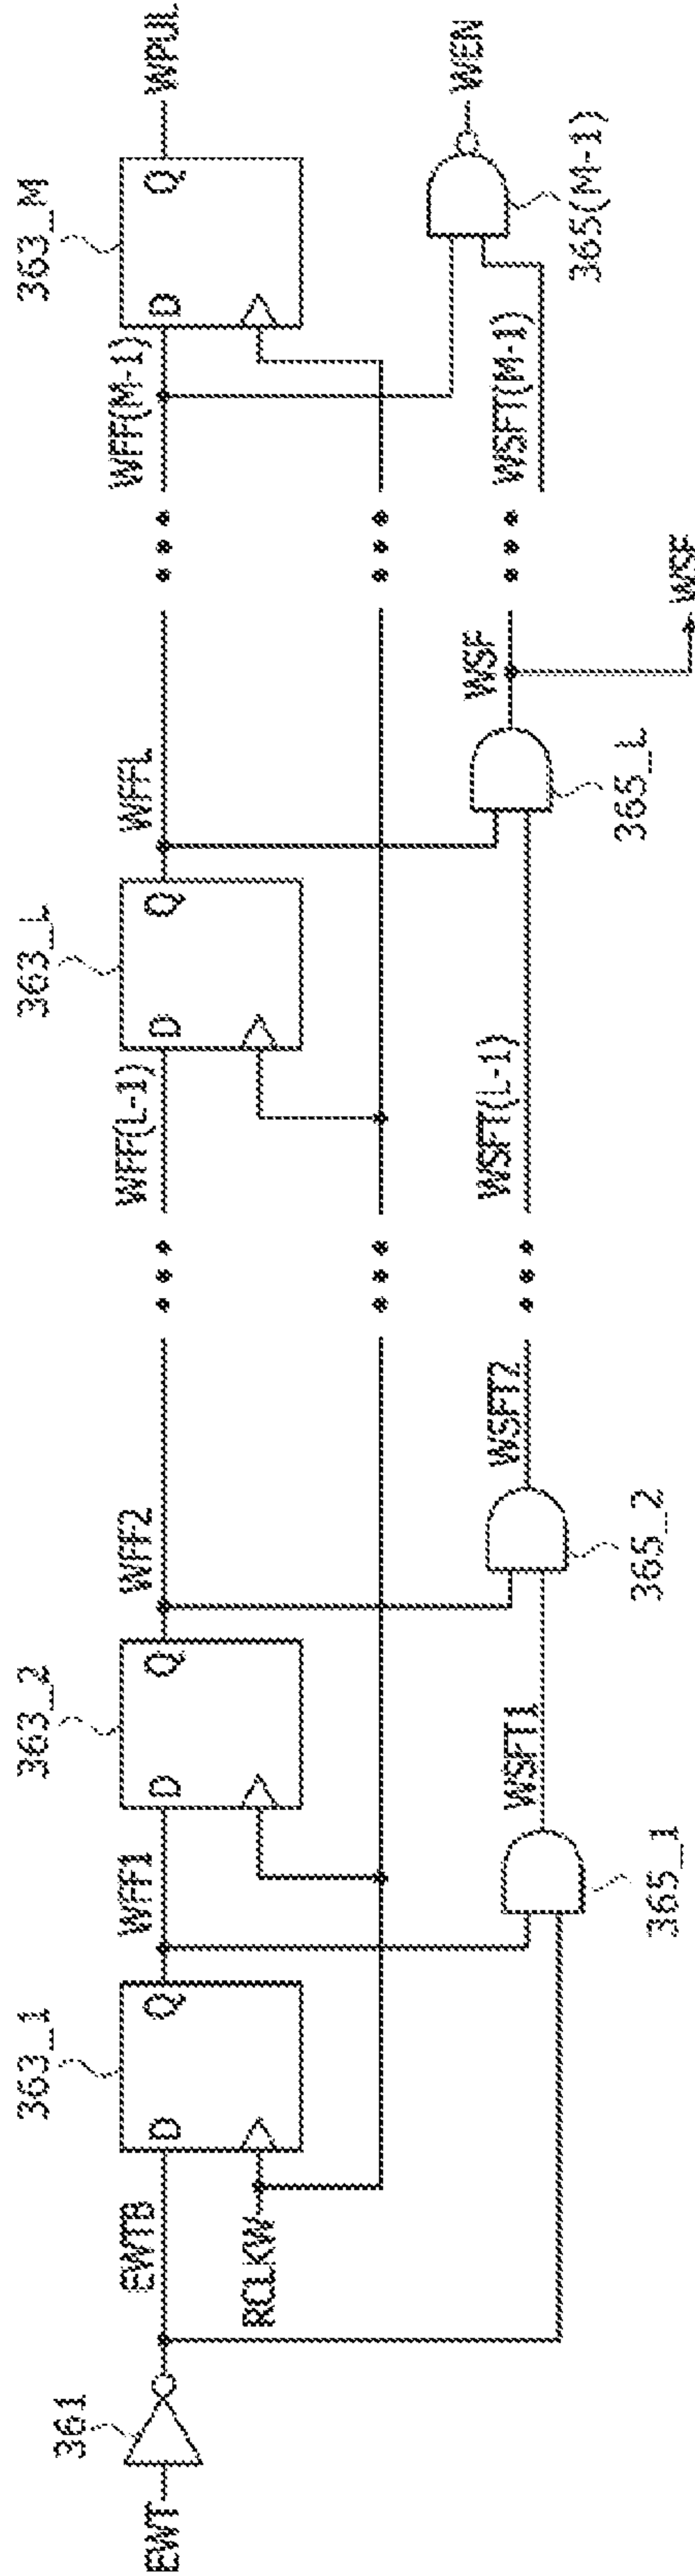 EWT
361
EWTB
RCLKW
363_1
D
Q
WFF1
365_1
WSFT1
363_2
D
Q
WFF2
365_2
WSFT2
WFF(L-1)
WSFT(L-1)
363_L
D
Q
WFFL
365_L
WSF
WSF
WFF(M-1)
WSFT(M-1)
363_M
D
Q
WPUL
365(M-1)
WEN